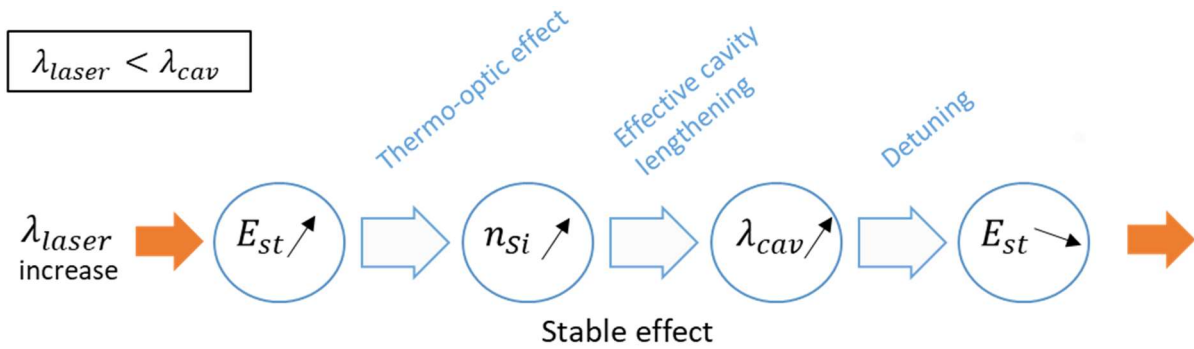 λ_laser < λ_cav
Thermo-optic effect
Effective cavity
lengthening
Detuning
λ_laser
increase
E_st ↗
n_Si ↗
λ_cav ↗
E_st ↘
Stable effect